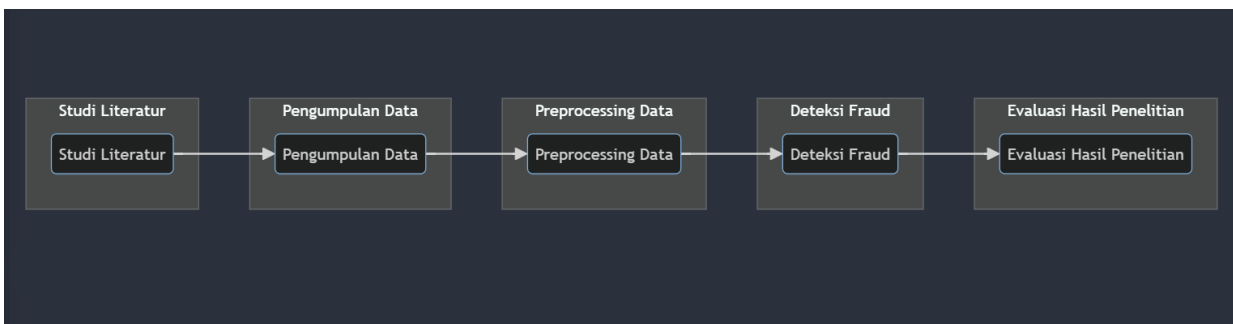 Studi Literatur
Pengumpulan Data
Preprocessing Data
Deteksi Fraud
Evaluasi Hasil Penelitian
Studi Literatur
Pengumpulan Data
Preprocessing Data
Deteksi Fraud
Evaluasi Hasil Penelitian